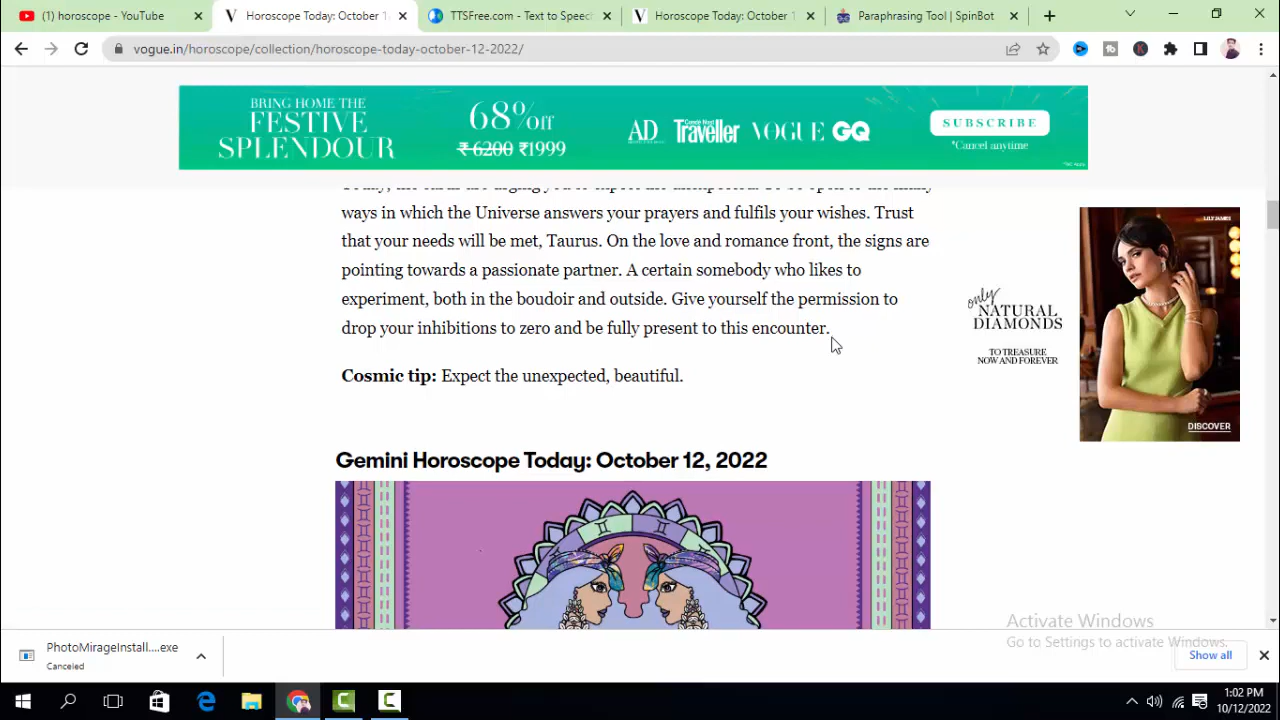 horoscope - YouTube
Horoscope Today: October 12
TTSFree.com - Text to Speech
Horoscope Today: October 1
Paraphrasing Tool | SpinBot
vogue.in/horoscope/collection/horoscope-today-october-12-2022/
BRING HOME THE
FESTIVE
SPLENDOUR
68% off
₹ 6200 ₹1999
AD
Condé Nast
Traveller
VOGUE
GQ
SUBSCRIBE
*Cancel anytime
ways in which the Universe answers your prayers and fulfils your wishes. Trust
that your needs will be met, Taurus. On the love and romance front, the signs are
pointing towards a passionate partner. A certain somebody who likes to
experiment, both in the boudoir and outside. Give yourself the permission to
drop your inhibitions to zero and be fully present to this encounter.
Cosmic tip: Expect the unexpected, beautiful.
LILY JAMES
only
NATURAL
DIAMONDS
TO TREASURE
NOW AND FOREVER
DISCOVER
Gemini Horoscope Today: October 12, 2022
Activate Windows
Go to Settings to activate Windows.
PhotoMirageInstall....exe
Canceled
Show all
1:02 PM
10/12/2022